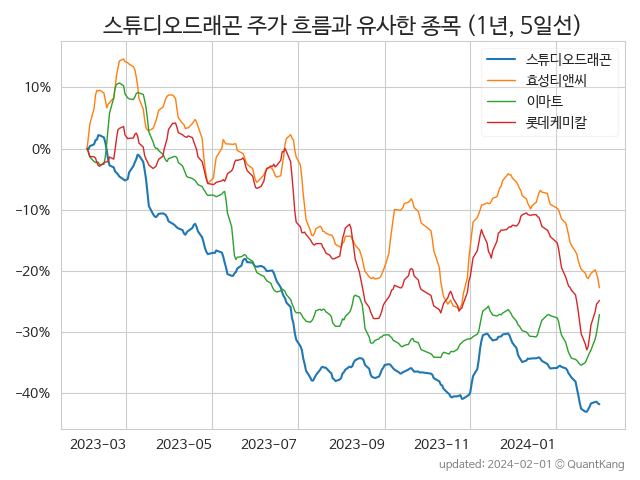 스튜디오드래곤 주가 흐름과 유사한 종목 (1년, 5일선)
스튜디오드래곤
효성티앤씨
이마트
롯데케미칼
10%
0%
−10%
−20%
−30%
−40%
2023-03 2023-05 2023-07 2023-09 2023-11 2024-01
updated: 2024-02-01 © QuantKang